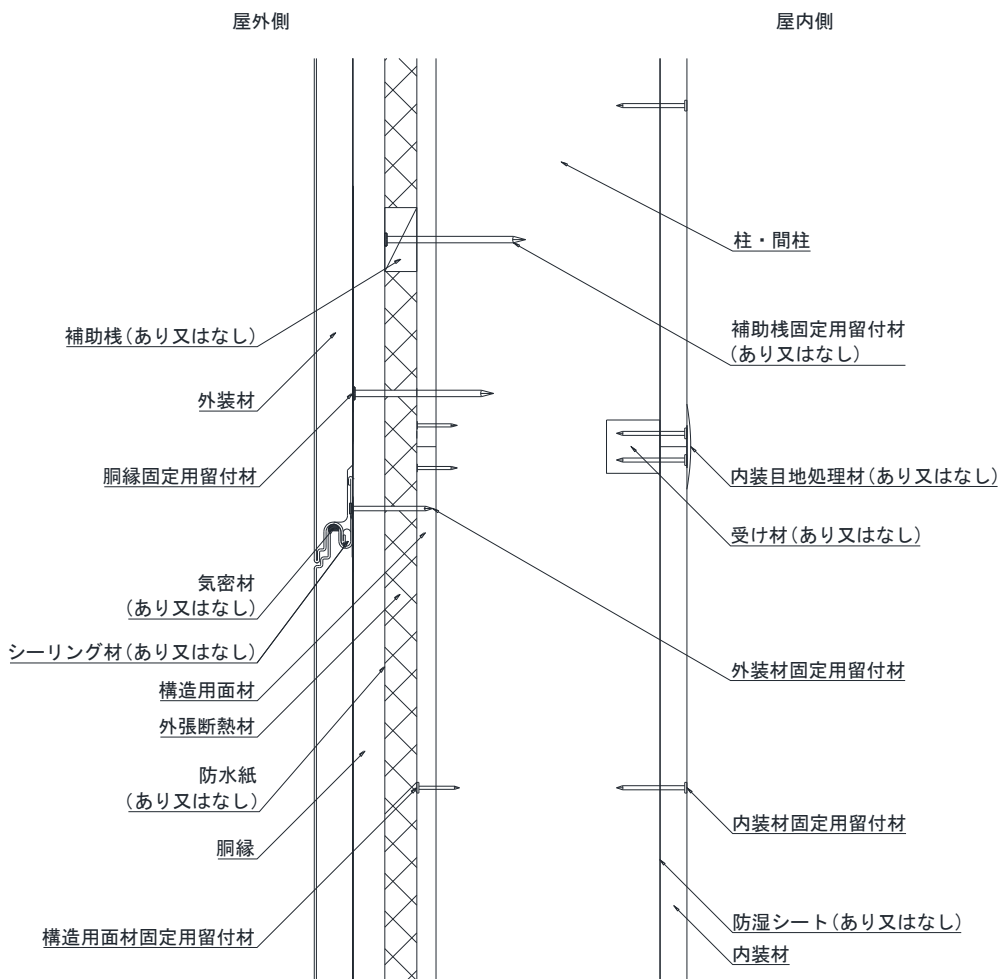 屋外側
屋内側
補助桟(あり又はなし)
外装材
胴縁固定用留付材
気密材
(あり又はなし)
シーリング材(あり又はなし)
構造用面材
外張断熱材
防水紙
(あり又はなし)
胴縁
構造用面材固定用留付材
柱・間柱
補助桟固定用留付材
(あり又はなし)
内装目地処理材(あり又はなし)
受け材(あり又はなし)
外装材固定用留付材
内装材固定用留付材
防湿シート(あり又はなし)
内装材